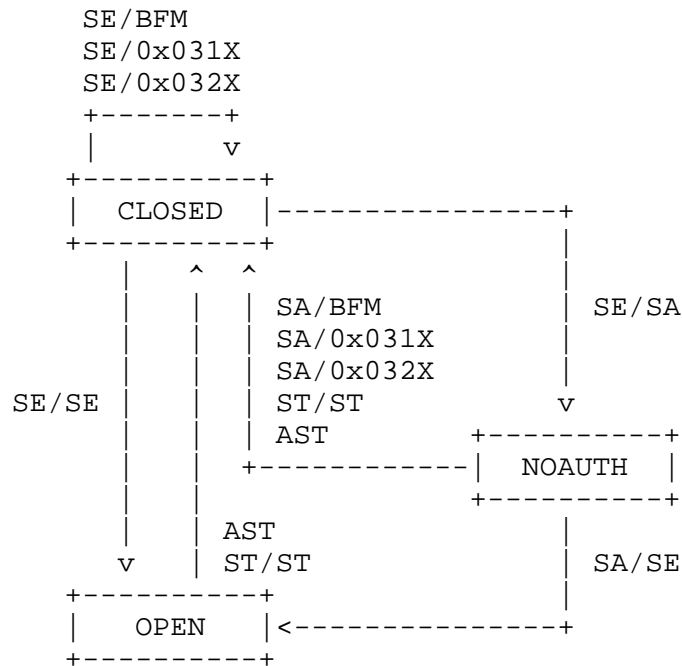 SE/BFM
SE/0x031X
SE/0x032X
CLOSED
SA/BFM SE/SA
SA/0x031X
SA/0x032X
SE/SE ST/ST
AST
NOAUTH
AST
ST/ST SA/SE
OPEN